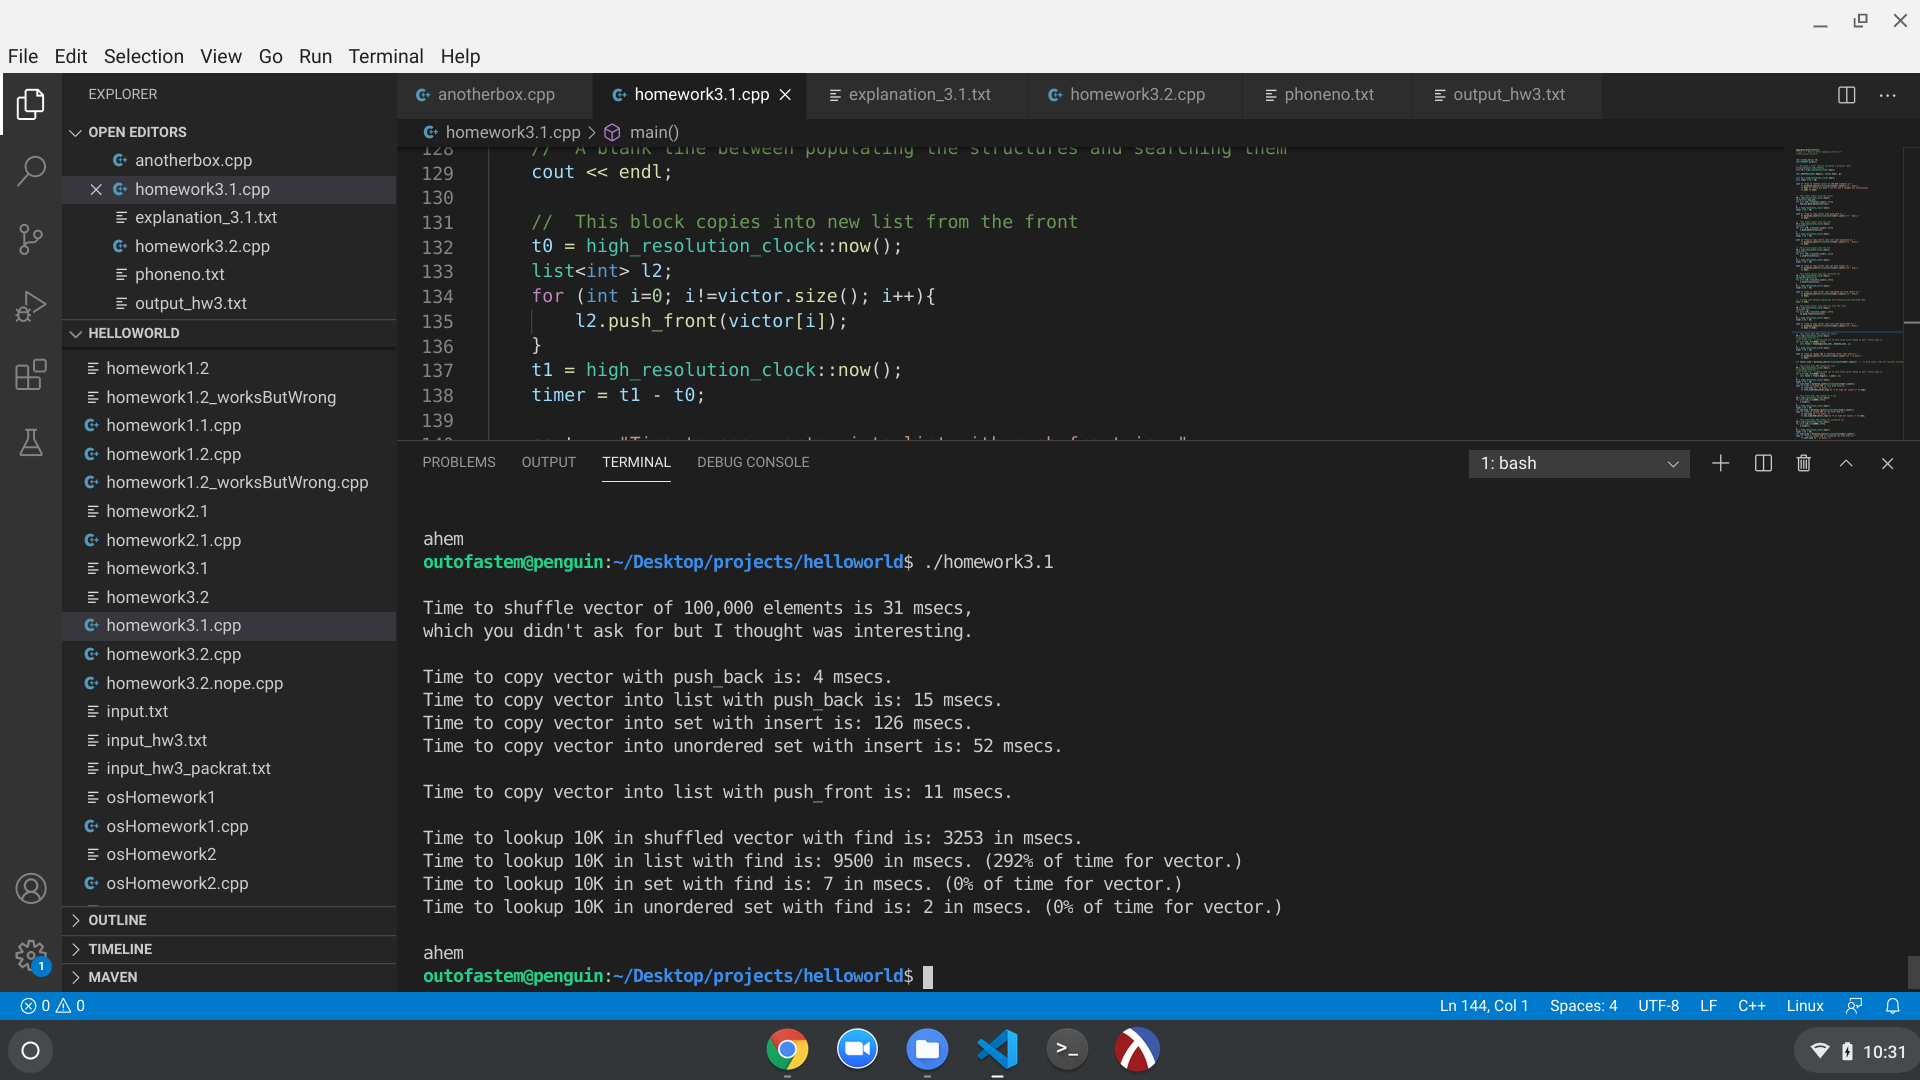 File Edit Selection View Go Run Terminal Help
EXPLORER
OPEN EDITORS
anotherbox.cpp
homework3.1.cpp
explanation_3.1.txt
homework3.2.cpp
phoneno.txt
output_hw3.txt
HELLOWORLD
homework1.2
homework1.2_worksButWrong
homework1.1.cpp
homework1.2.cpp
homework1.2_worksButWrong.cpp
homework2.1
homework2.1.cpp
homework3.1
homework3.2
homework3.1.cpp
homework3.2.cpp
homework3.2.nope.cpp
input.txt
input_hw3.txt
input_hw3_packrat.txt
osHomework1
osHomework1.cpp
osHomework2
osHomework2.cpp
OUTLINE
TIMELINE
MAVEN
anotherbox.cpp homework3.1.cpp explanation_3.1.txt homework3.2.cpp phoneno.txt output_hw3.txt
homework3.1.cpp > main()
128 // A blank line between populating the structures and searching them
129 cout << endl;
130
131 // This block copies into new list from the front
132 t0 = high_resolution_clock::now();
133 list<int> l2;
134 for (int i=0; i!=victor.size(); i++){
135 l2.push_front(victor[i]);
136 }
137 t1 = high_resolution_clock::now();
138 timer = t1 - t0;
139
PROBLEMS OUTPUT TERMINAL DEBUG CONSOLE 1: bash
ahem
outofastem@penguin:~/Desktop/projects/helloworld$ ./homework3.1
Time to shuffle vector of 100,000 elements is 31 msecs,
which you didn't ask for but I thought was interesting.
Time to copy vector with push_back is: 4 msecs.
Time to copy vector into list with push_back is: 15 msecs.
Time to copy vector into set with insert is: 126 msecs.
Time to copy vector into unordered set with insert is: 52 msecs.
Time to copy vector into list with push_front is: 11 msecs.
Time to lookup 10K in shuffled vector with find is: 3253 in msecs.
Time to lookup 10K in list with find is: 9500 in msecs. (292% of time for vector.)
Time to lookup 10K in set with find is: 7 in msecs. (0% of time for vector.)
Time to lookup 10K in unordered set with find is: 2 in msecs. (0% of time for vector.)
ahem
outofastem@penguin:~/Desktop/projects/helloworld$
1
0 0 Ln 144, Col 1 Spaces: 4 UTF-8 LF C++ Linux
10:31